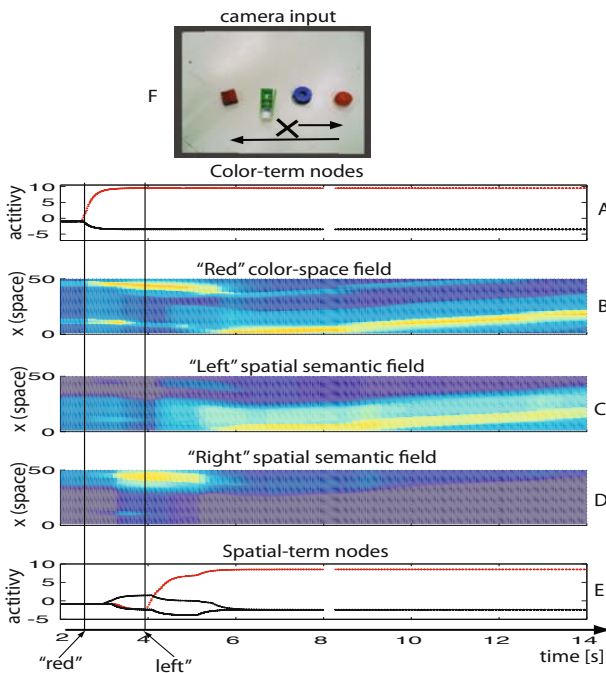 camera input
F
Color-term nodes
10
5
0
-5
actitivy
A
"Red" color-space field
50
0
x (space)
B
"Left" spatial semantic field
50
0
x (space)
C
"Right" spatial semantic field
50
0
x (space)
D
Spatial-term nodes
10
5
0
-5
actitivy
E
2 4 6 8 10 12 14
time [s]
"red"
left"